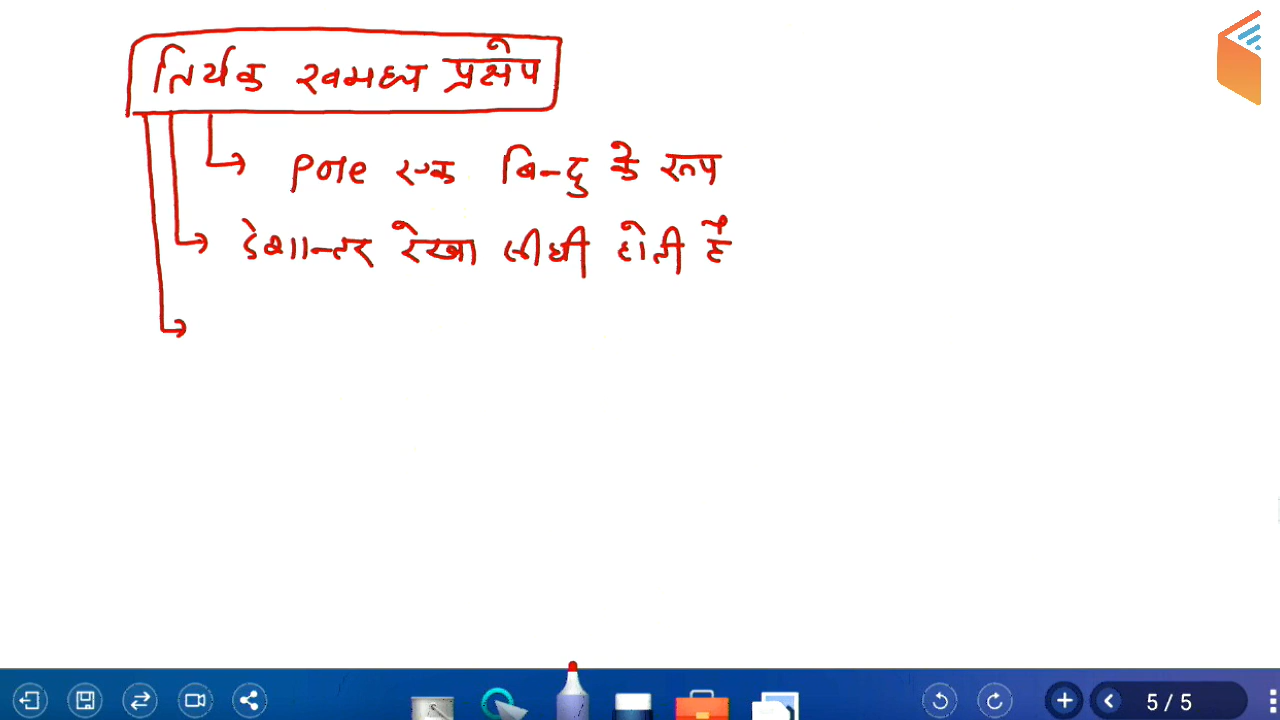 तिर्यक खमध्य प्रक्षेप
Pole एक बिन्दु के रूप
देशान्तर रेखा सीधी होती है
5/5